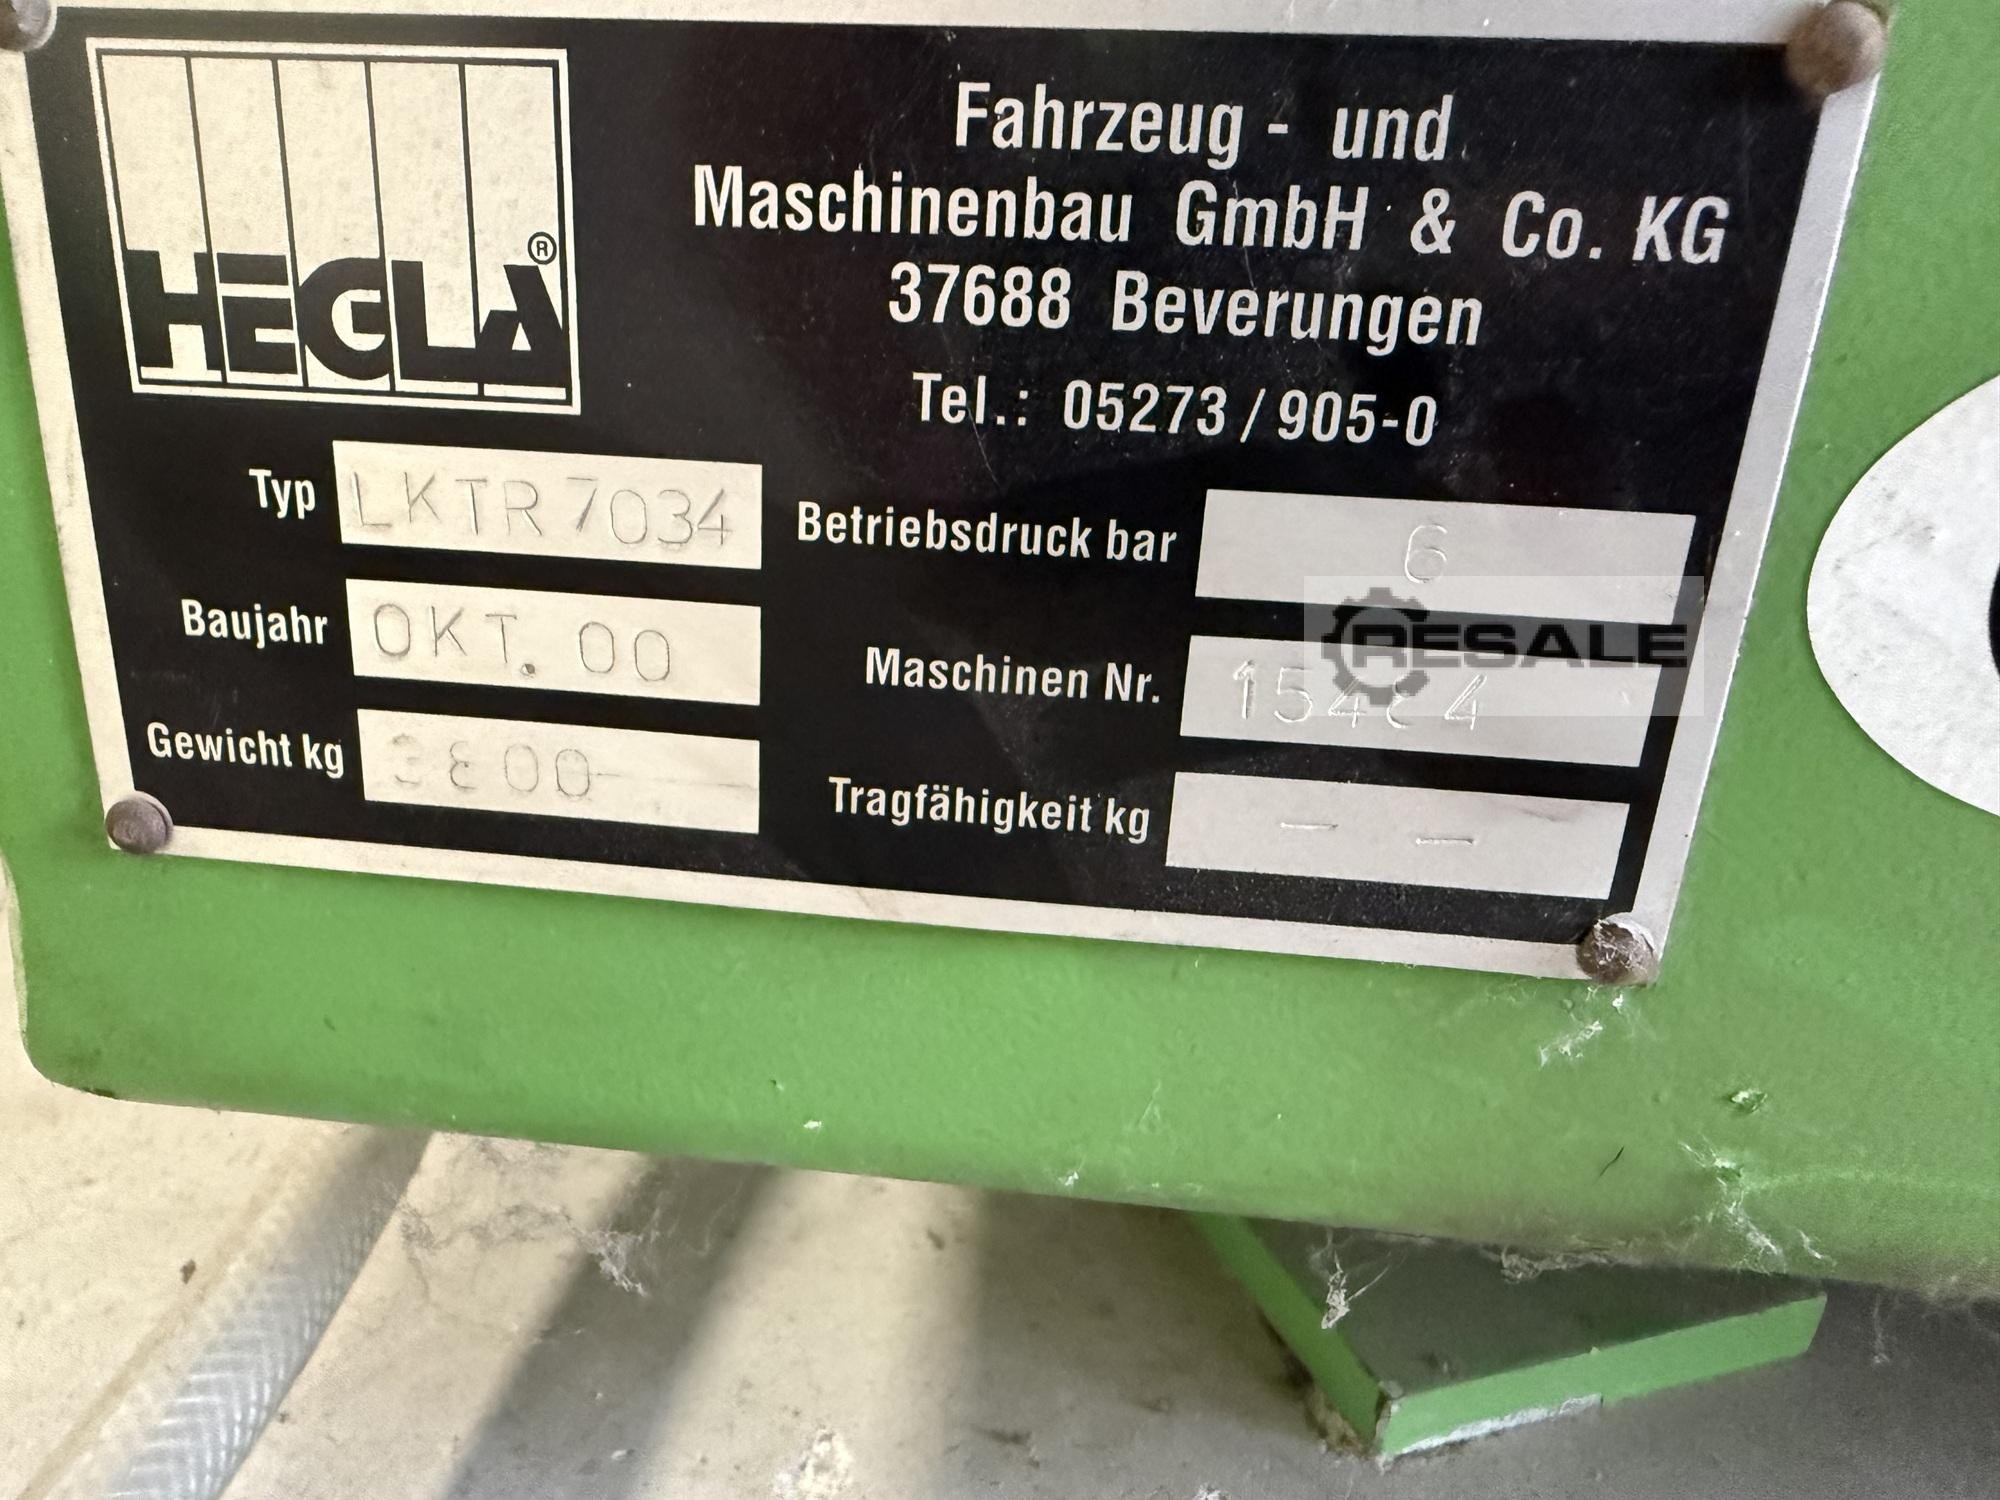 HEGLA®
Fahrzeug - und
Maschinenbau GmbH & Co. KG
37688 Beverungen
Tel.: 05273 / 905-0
Typ LKTR 7034
Betriebsdruck bar 6
Baujahr OKT. 00
Maschinen Nr.
RESALE
Gewicht kg
Tragfähigkeit kg — —